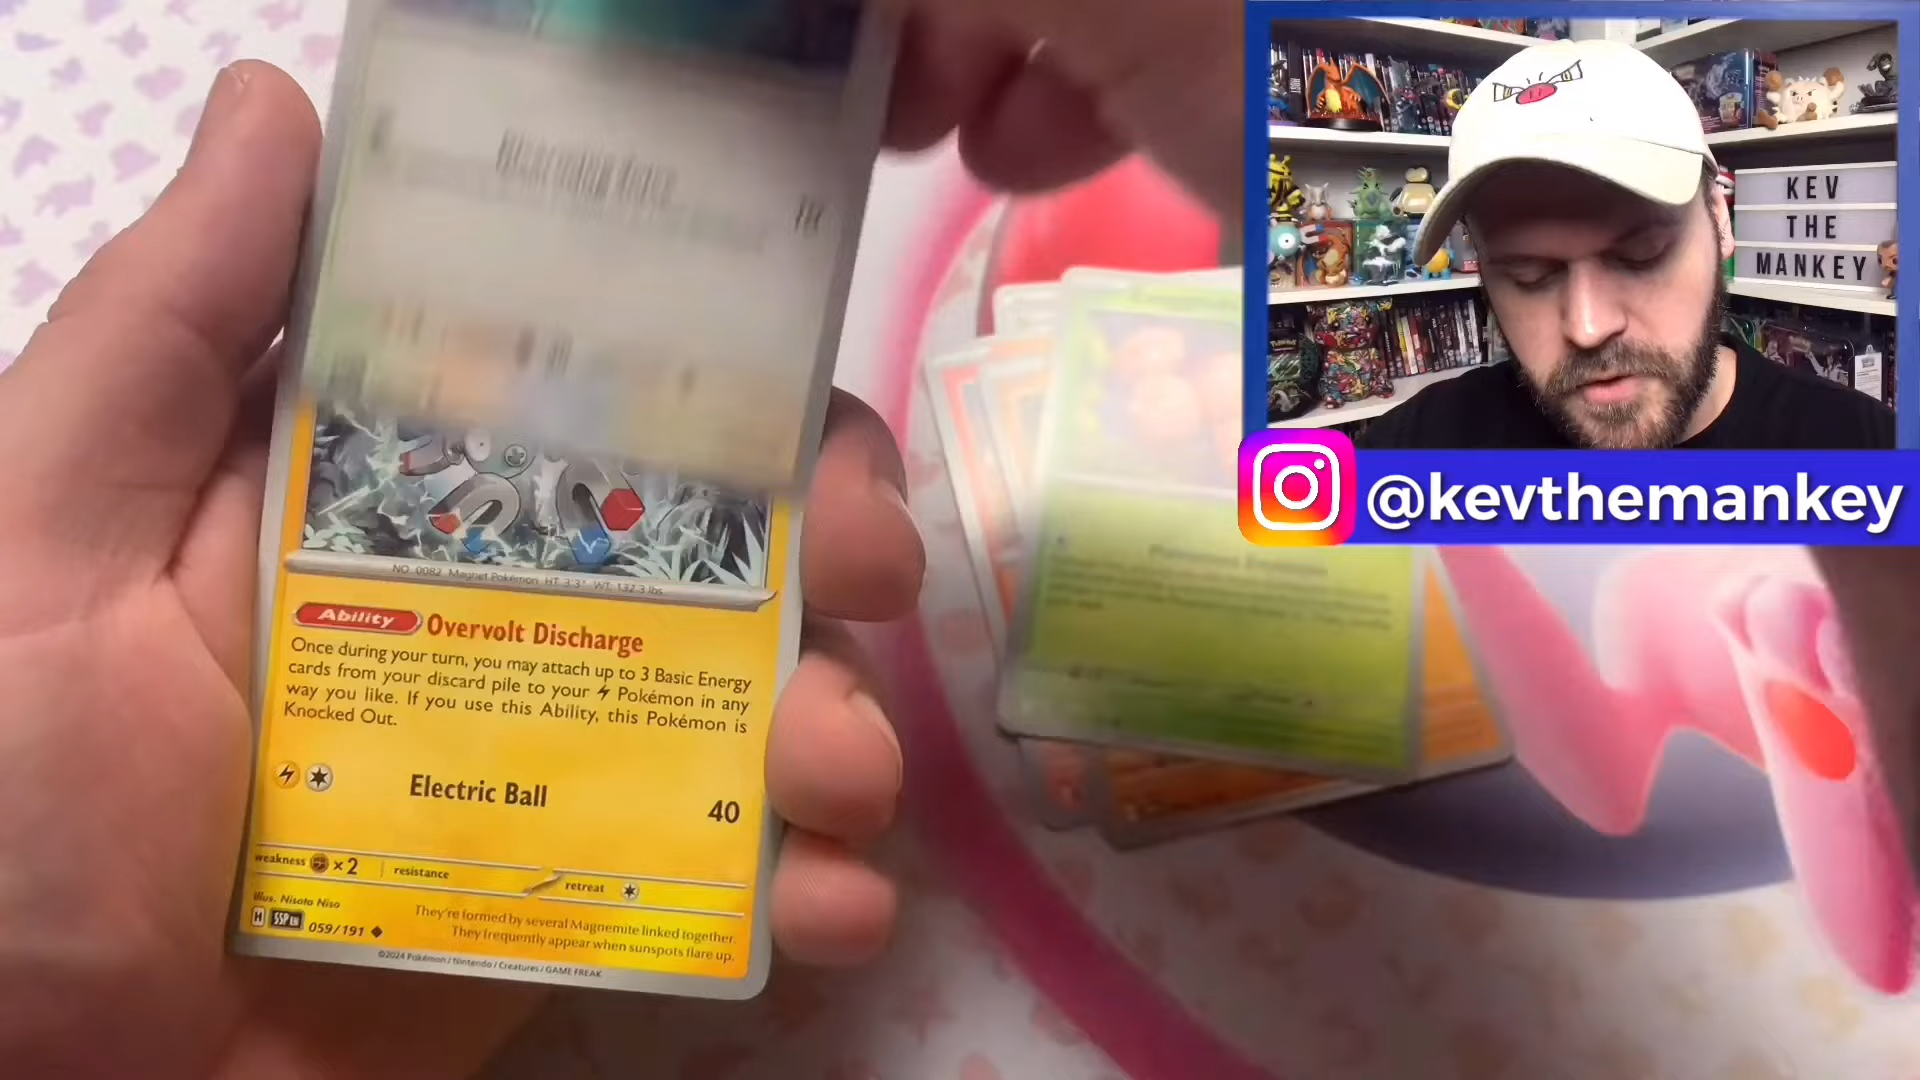 KEV
THE
MANKEY
@kevthemankey
NO. 0082 Magnet Pokémon HT: 3'3" WT: 132.3 lbs.
Ability Overvolt Discharge
Once during your turn, you may attach up to 3 Basic Energy
cards from your discard pile to your Pokémon in any
way you like. If you use this Ability, this Pokémon is
Knocked Out.
Electric Ball 40
weakness ×2 resistance retreat
Illus. Nisota Niso
H SSP EN 059/191
They're formed by several Magnemite linked together.
They frequently appear when sunspots flare up.
©2024 Pokémon / Nintendo / Creatures / GAME FREAK